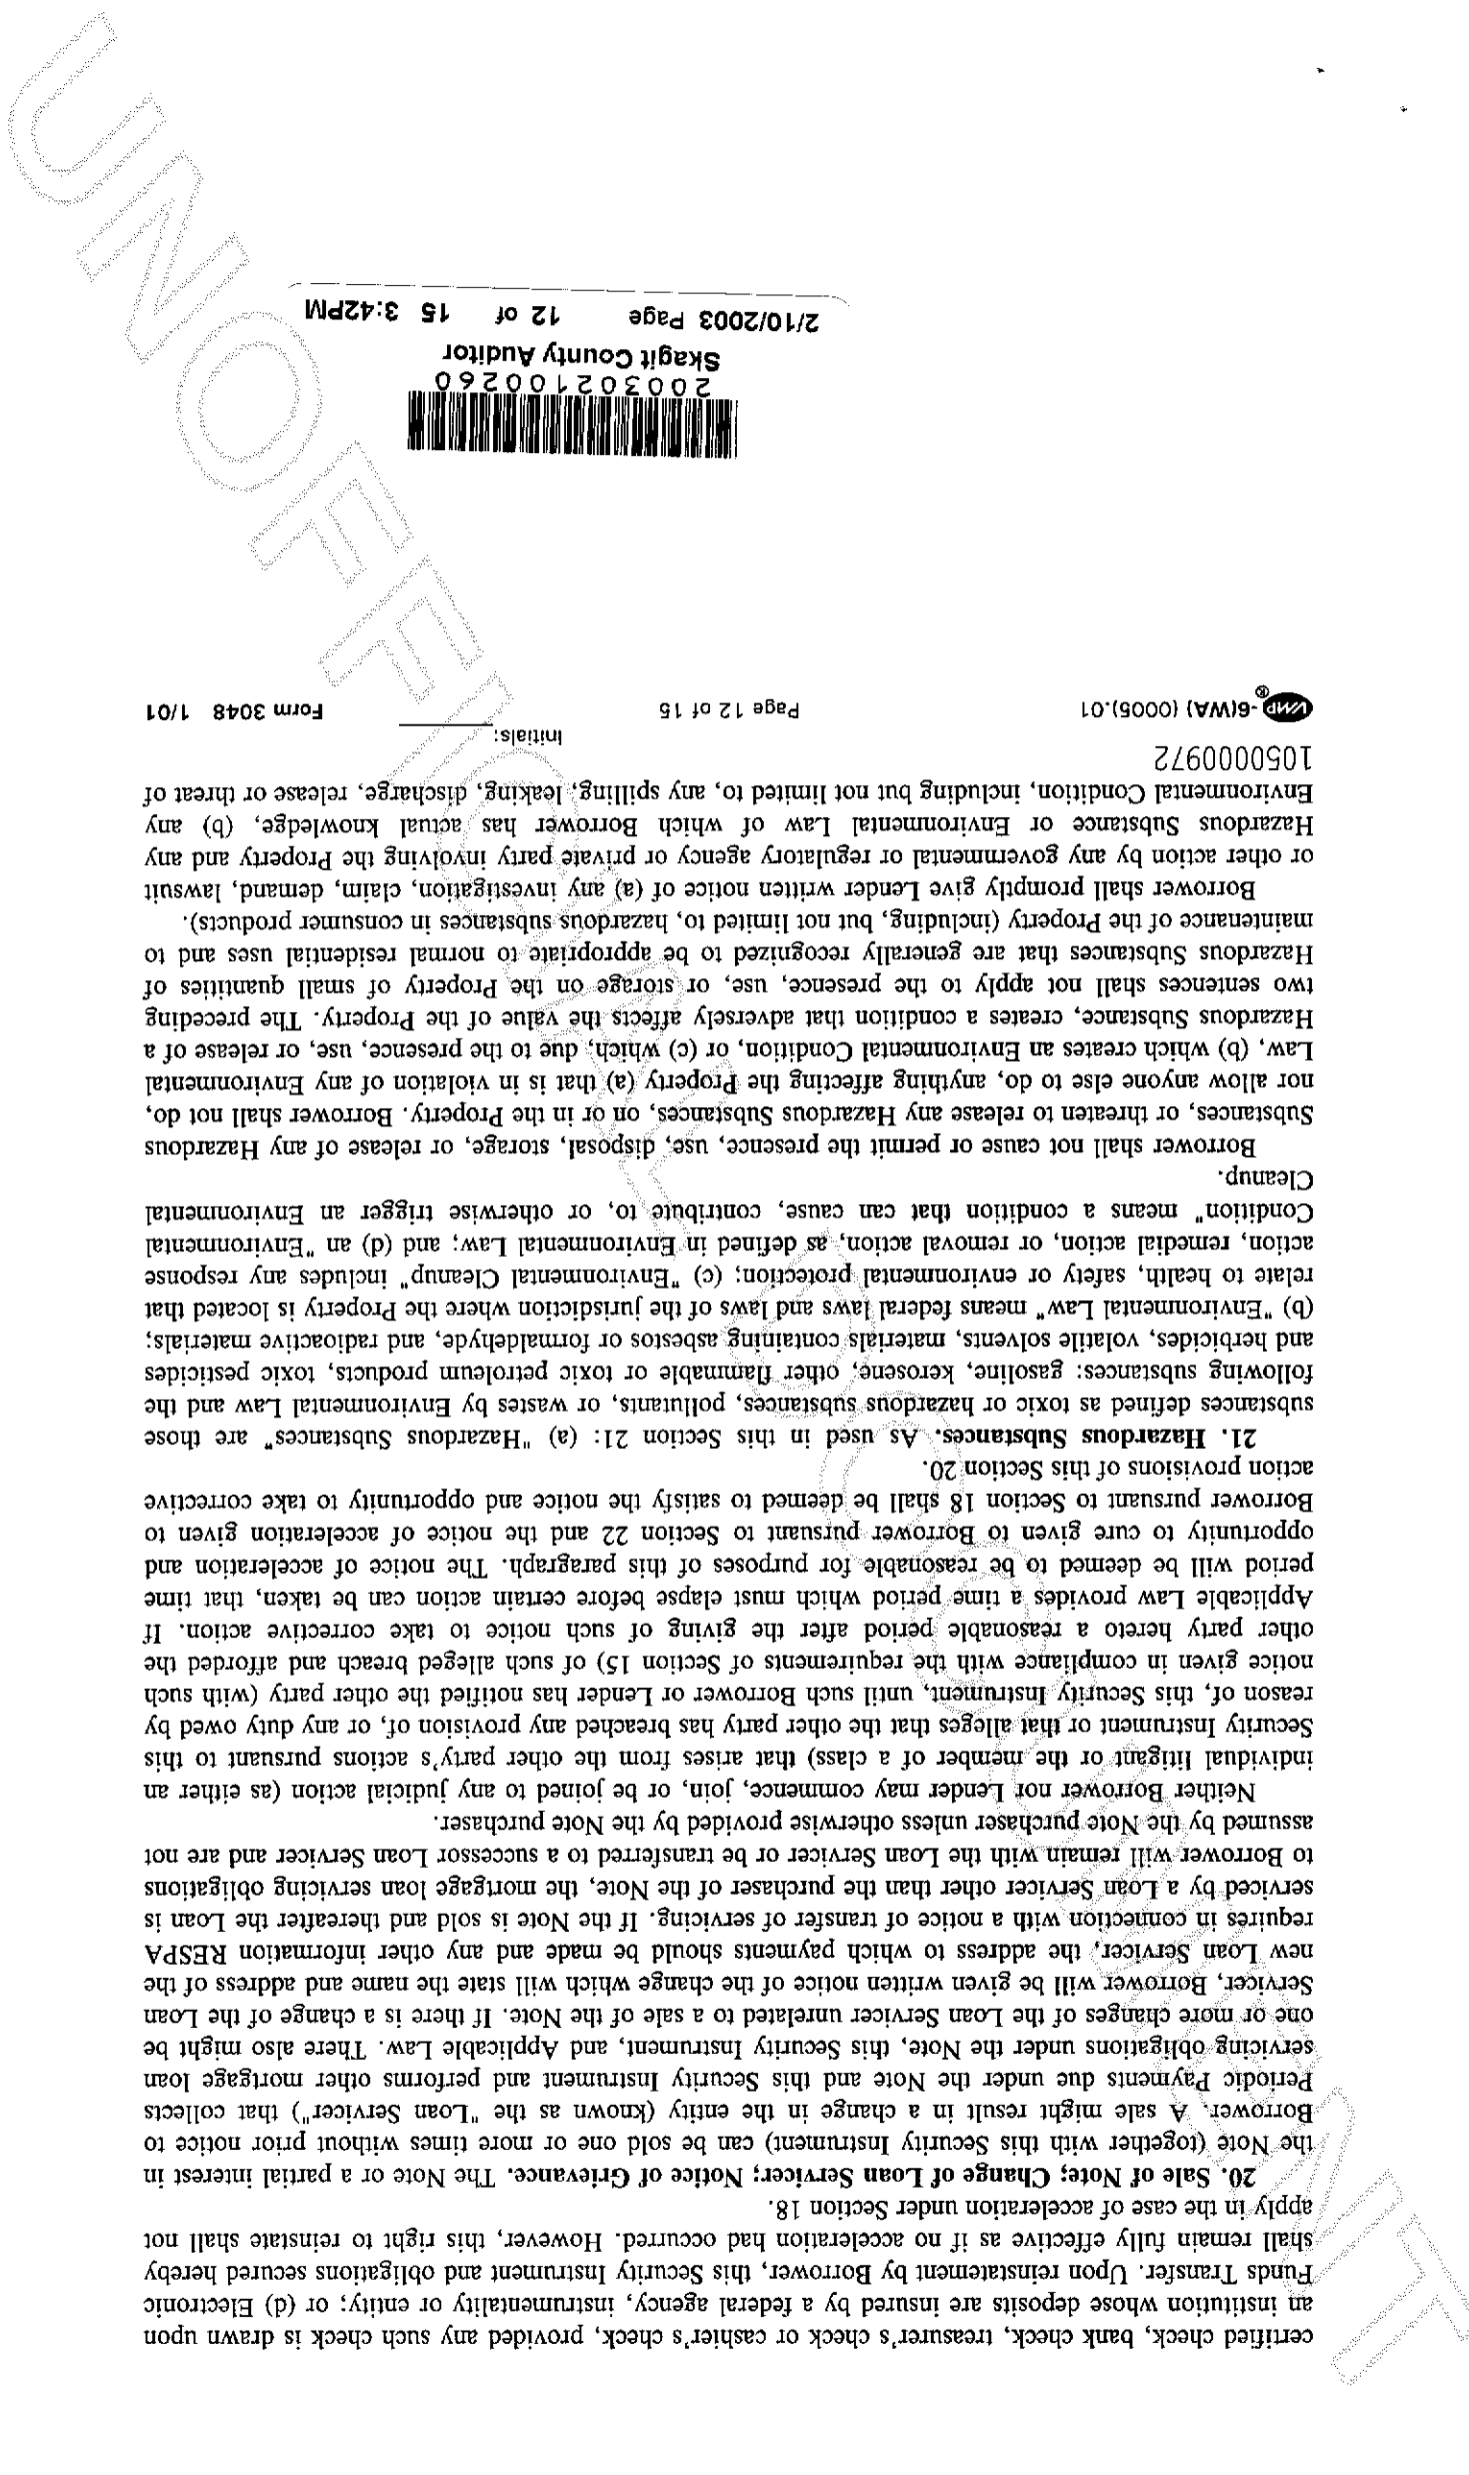 certified check, bank check, treasurer's check or cashier's check, provided any such check is drawn upon
an institution whose deposits are insured by a federal agency, instrumentality or entity; or (d) Electronic
Funds Transfer. Upon reinstatement by Borrower, this Security Instrument and obligations secured hereby
shall remain fully effective as if no acceleration had occurred. However, this right to reinstate shall not
apply in the case of acceleration under Section 18.
20. Sale of Note; Change of Loan Servicer; Notice of Grievance. The Note or a partial interest in
the Note (together with this Security Instrument) can be sold one or more times without prior notice to
Borrower. A sale might result in a change in the entity (known as the "Loan Servicer") that collects
Periodic Payments due under the Note and this Security Instrument and performs other mortgage loan
servicing obligations under the Note, this Security Instrument, and Applicable Law. There also might be
one or more changes of the Loan Servicer unrelated to a sale of the Note. If there is a change of the Loan
Servicer, Borrower will be given written notice of the change which will state the name and address of the
new Loan Servicer, the address to which payments should be made and any other information RESPA
requires in connection with a notice of transfer of servicing. If the Note is sold and thereafter the Loan is
serviced by a Loan Servicer other than the purchaser of the Note, the mortgage loan servicing obligations
to Borrower will remain with the Loan Servicer or be transferred to a successor Loan Servicer and are not
assumed by the Note purchaser unless otherwise provided by the Note purchaser.
Neither Borrower nor Lender may commence, join, or be joined to any judicial action (as either an
individual litigant or the member of a class) that arises from the other party's actions pursuant to this
Security Instrument or that alleges that the other party has breached any provision of, or any duty owed by
reason of, this Security Instrument, until such Borrower or Lender has notified the other party (with such
notice given in compliance with the requirements of Section 15) of such alleged breach and afforded the
other party hereto a reasonable period after the giving of such notice to take corrective action. If
Applicable Law provides a time period which must elapse before certain action can be taken, that time
period will be deemed to be reasonable for purposes of this paragraph. The notice of acceleration and
opportunity to cure given to Borrower pursuant to Section 22 and the notice of acceleration given to
Borrower pursuant to Section 18 shall be deemed to satisfy the notice and opportunity to take corrective
action provisions of this Section 20.
21. Hazardous Substances. As used in this Section 21: (a) "Hazardous Substances" are those
substances defined as toxic or hazardous substances, pollutants, or wastes by Environmental Law and the
following substances: gasoline, kerosene, other flammable or toxic petroleum products, toxic pesticides
and herbicides, volatile solvents, materials containing asbestos or formaldehyde, and radioactive materials;
(b) "Environmental Law" means federal laws and laws of the jurisdiction where the Property is located that
relate to health, safety or environmental protection; (c) "Environmental Cleanup" includes any response
action, remedial action, or removal action, as defined in Environmental Law; and (d) an "Environmental
Condition" means a condition that can cause, contribute to, or otherwise trigger an Environmental
Cleanup.
Borrower shall not cause or permit the presence, use, disposal, storage, or release of any Hazardous
Substances, or threaten to release any Hazardous Substances, on or in the Property. Borrower shall not do,
nor allow anyone else to do, anything affecting the Property (a) that is in violation of any Environmental
Law, (b) which creates an Environmental Condition, or (c) which, due to the presence, use, or release of a
Hazardous Substance, creates a condition that adversely affects the value of the Property. The preceding
two sentences shall not apply to the presence, use, or storage on the Property of small quantities of
Hazardous Substances that are generally recognized to be appropriate to normal residential uses and to
maintenance of the Property (including, but not limited to, hazardous substances in consumer products).
Borrower shall promptly give Lender written notice of (a) any investigation, claim, demand, lawsuit
or other action by any governmental or regulatory agency or private party involving the Property and any
Hazardous Substance or Environmental Law of which Borrower has actual knowledge, (b) any
Environmental Condition, including but not limited to, any spilling, leaking, discharge, release or threat of
1050000972
Initials:
VMP®-6(WA) (0005).01 Page 12 of 15 Form 3048 1/01
200302100260
Skagit County Auditor
2/10/2003 Page 12 of 15 3:42PM
UNOFFICIAL DOCUMENT